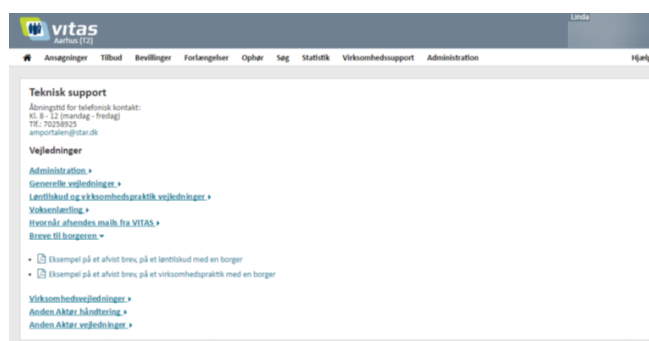 Linda
vitas
Aarhus (T2)
Ansøgninger Tilbud Bevillinger Forlængelser Ophør Søg Statistik Virksomhedssupport Administration Hjælp
Teknisk support
Åbningstid for telefonisk kontakt:
Kl. 8 - 12 (mandag - fredag)
Tlf.: 70258925
amportalen@star.dk
Vejledninger
Administration
Generelle vejledninger
Løntilskud og virksomhedspraktik vejledninger
Voksenlærling
Hvornår afsendes mails fra VITAS
Breve til borgeren
Eksempel på et afvist brev, på et løntilskud med en borger
Eksempel på et afvist brev, på et virksomhedspraktik med en borger
Virksomhedsvejledninger
Anden Aktør håndtering
Anden Aktør vejledninger